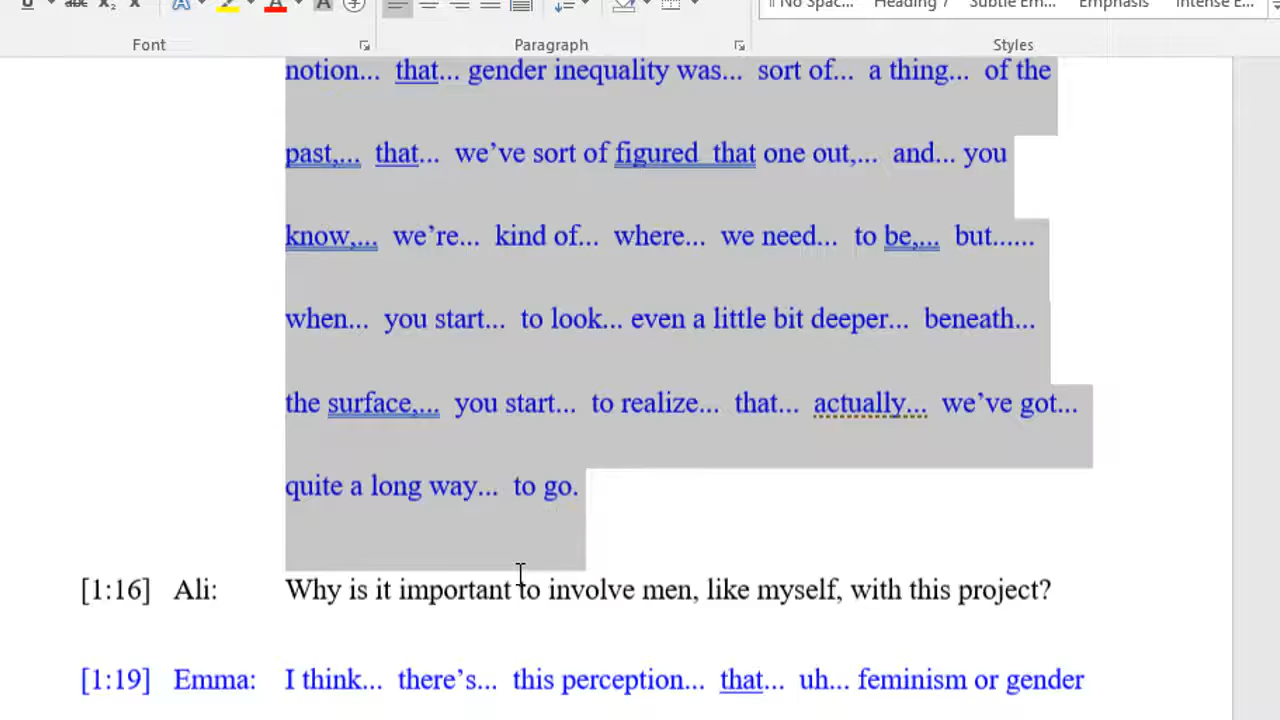 No Spac... Heading 7 Subtle Em... Emphasis Intense E...
Font Paragraph Styles
notion... that... gender inequality was... sort of... a thing... of the
past,... that... we’ve sort of figured that one out,... and... you
know,... we’re... kind of... where... we need... to be,... but......
when... you start... to look... even a little bit deeper... beneath...
the surface,... you start... to realize... that... actually... we’ve got...
quite a long way... to go.
[1:16] Ali: Why is it important to involve men, like myself, with this project?
[1:19] Emma: I think... there’s... this perception... that... uh... feminism or gender